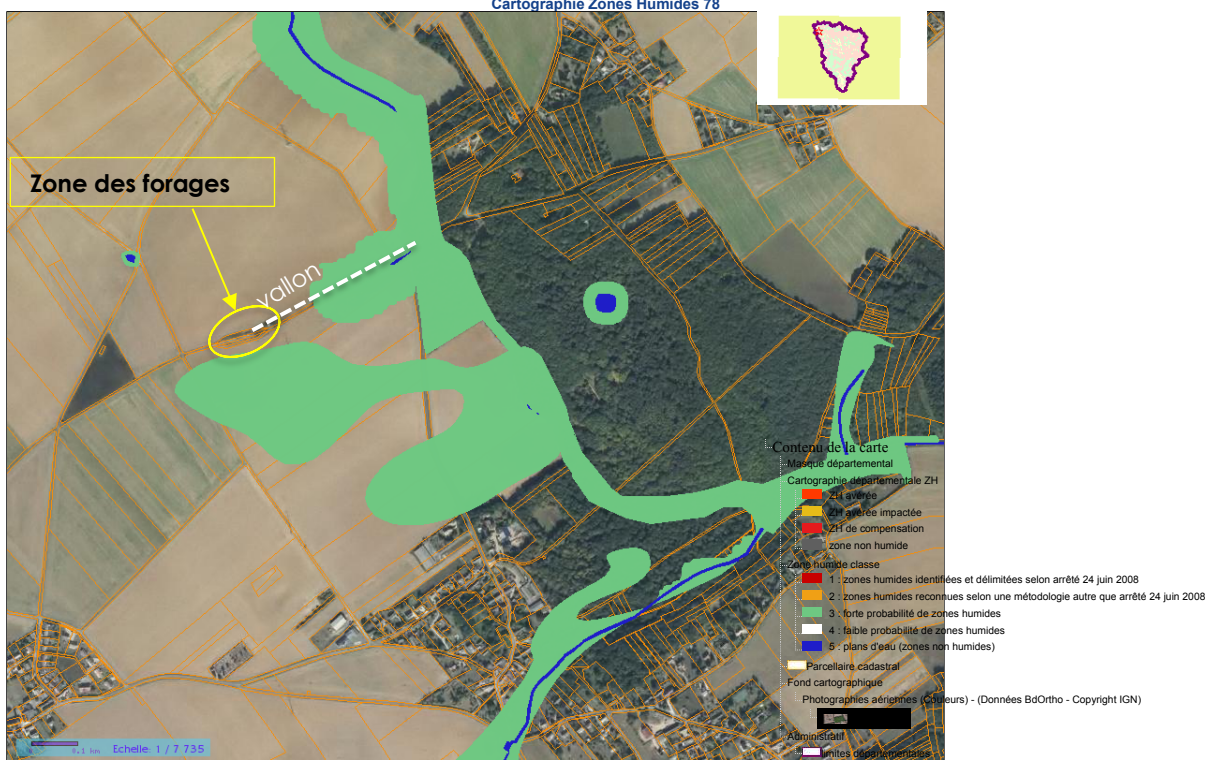 Cartographie Zones Humides 78
Zone des forages
vallon
Contenu de la carte
Masque départemental
Cartographie départementale ZH
ZH avérée
ZH avérée impactée
ZH de compensation
zone non humide
Zone humide classe
1 : zones humides identifiées et délimitées selon arrêté 24 juin 2008
2 : zones humides reconnues selon une métodologie autre que arrêté 24 juin 2008
3 : forte probabilité de zones humides
4 : faible probabilité de zones humides
5 : plans d'eau (zones non humides)
Parcellaire cadastral
Fond cartographique
Photographies aériennes (Couleurs) - (Données BdOrtho - Copyright IGN)
Administratif
limites départementales
0.1 km Echelle: 1 / 7 735